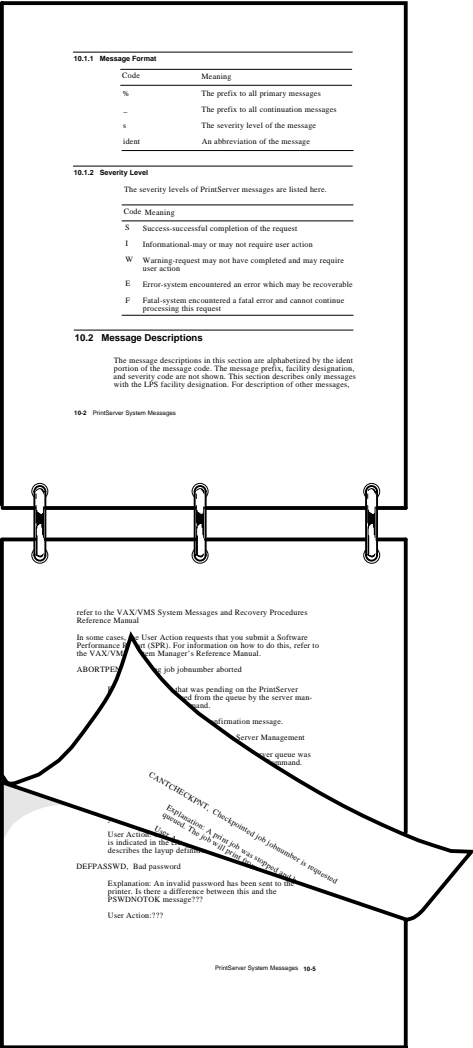 10.1.1 Message Format
Code Meaning
% The prefix to all primary messages
_ The prefix to all continuation messages
s The severity level of the message
ident An abbreviation of the message
10.1.2 Severity Level
The severity levels of PrintServer messages are listed here.
Code Meaning
S Success-successful completion of the request
I Informational-may or may not require user action
W Warning-request may not have completed and may require
user action
E Error-system encountered an error which may be recoverable
F Fatal-system encountered a fatal error and cannot continue
processing this request
10.2 Message Descriptions
The message descriptions in this section are alphabetized by the ident
portion of the message code. The message prefix, facility designation,
and severity code are not shown. This section describes only messages
with the LPS facility designation. For description of other messages,
10-2 PrintServer System Messages
refer to the VAX/VMS System Messages and Recovery Procedures
Reference Manual
In some cases, User Action requests that you submit a Software
Performance (SPR). For information on how to do this, refer to
the Manager's Reference Manual.
job jobnumber aborted
that was pending on the PrintServer
from the queue by the server man-
message.
Server Management
queue was
CANTCHECKPNT, Checkpointed job jobnumber is requested
Explanation: A print job was stopped and
queued. The job will print
User
User Action:
is indicated in the
describes the layup
DEFPASSWD, Bad password
Explanation: An invalid password has been sent to the
printer. Is there a difference between this and the
PSWDNOTOK message???
User Action:???
PrintServer System Messages 10-5